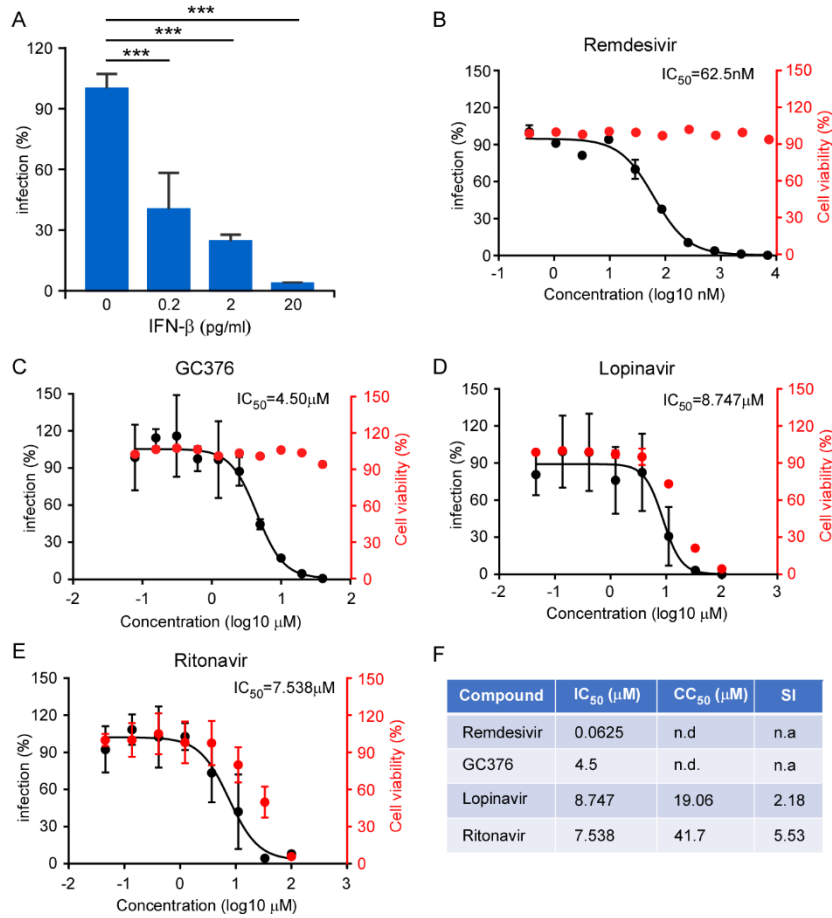 A
***
***
***
120
90
60
30
0
infection (%)
0 0.2 2 20
IFN-β (pg/ml)
B
Remdesivir
IC50=62.5nM
150 150
120 120
90 90
60 60
30 30
0 0
infection (%)
Cell viability (%)
-1 0 1 2 3 4
Concentration (log10 nM)
C
GC376
IC50=4.50μM
150 150
120 120
90 90
60 60
30 30
0 0
infection (%)
Cell viability (%)
-2 -1 0 1 2
Concentration (log10 μM)
D
Lopinavir
IC50=8.747μM
150 150
120 120
90 90
60 60
30 30
0 0
infection (%)
Cell viability (%)
-2 -1 0 1 2 3
Concentration (log10 μM)
E
Ritonavir
IC50=7.538μM
150 150
120 120
90 90
60 60
30 30
0 0
infection (%)
Cell viability (%)
-2 -1 0 1 2 3
Concentration (log10 μM)
F
Compound IC50 (μM) CC50 (μM) SI
Remdesivir 0.0625 n.d n.a
GC376 4.5 n.d. n.a
Lopinavir 8.747 19.06 2.18
Ritonavir 7.538 41.7 5.53